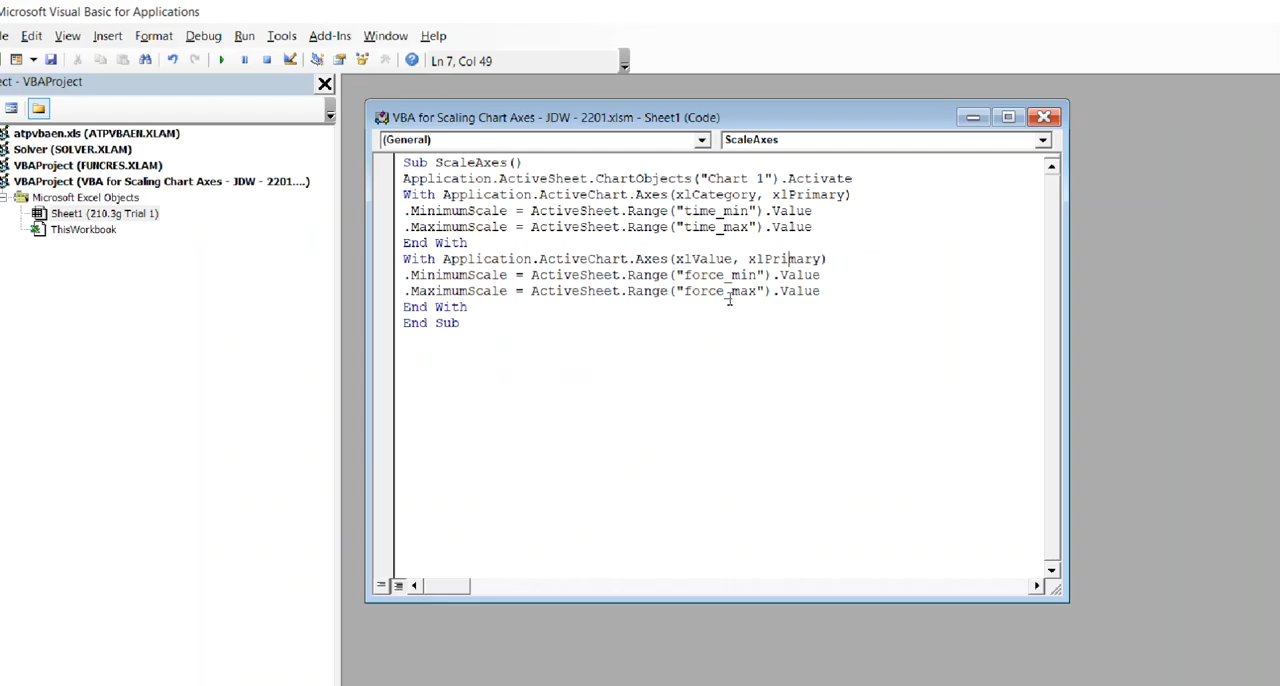 Microsoft Visual Basic for Applications
le Edit View Insert Format Debug Run Tools Add-Ins Window Help
Ln 7, Col 49
ect - VBAProject
atpvbaen.xls (ATPVBAEN.XLAM)
Solver (SOLVER.XLAM)
VBAProject (FUNCRES.XLAM)
VBAProject (VBA for Scaling Chart Axes - JDW - 2201....)
Microsoft Excel Objects
Sheet1 (210.3g Trial 1)
ThisWorkbook
VBA for Scaling Chart Axes - JDW - 2201.xlsm - Sheet1 (Code)
(General) ScaleAxes
Sub ScaleAxes()
Application.ActiveSheet.ChartObjects("Chart 1").Activate
With Application.ActiveChart.Axes(xlCategory, xlPrimary)
.MinimumScale = ActiveSheet.Range("time_min").Value
.MaximumScale = ActiveSheet.Range("time_max").Value
End With
With Application.ActiveChart.Axes(xlValue, xlPrimary)
.MinimumScale = ActiveSheet.Range("force_min").Value
.MaximumScale = ActiveSheet.Range("force_max").Value
End With
End Sub